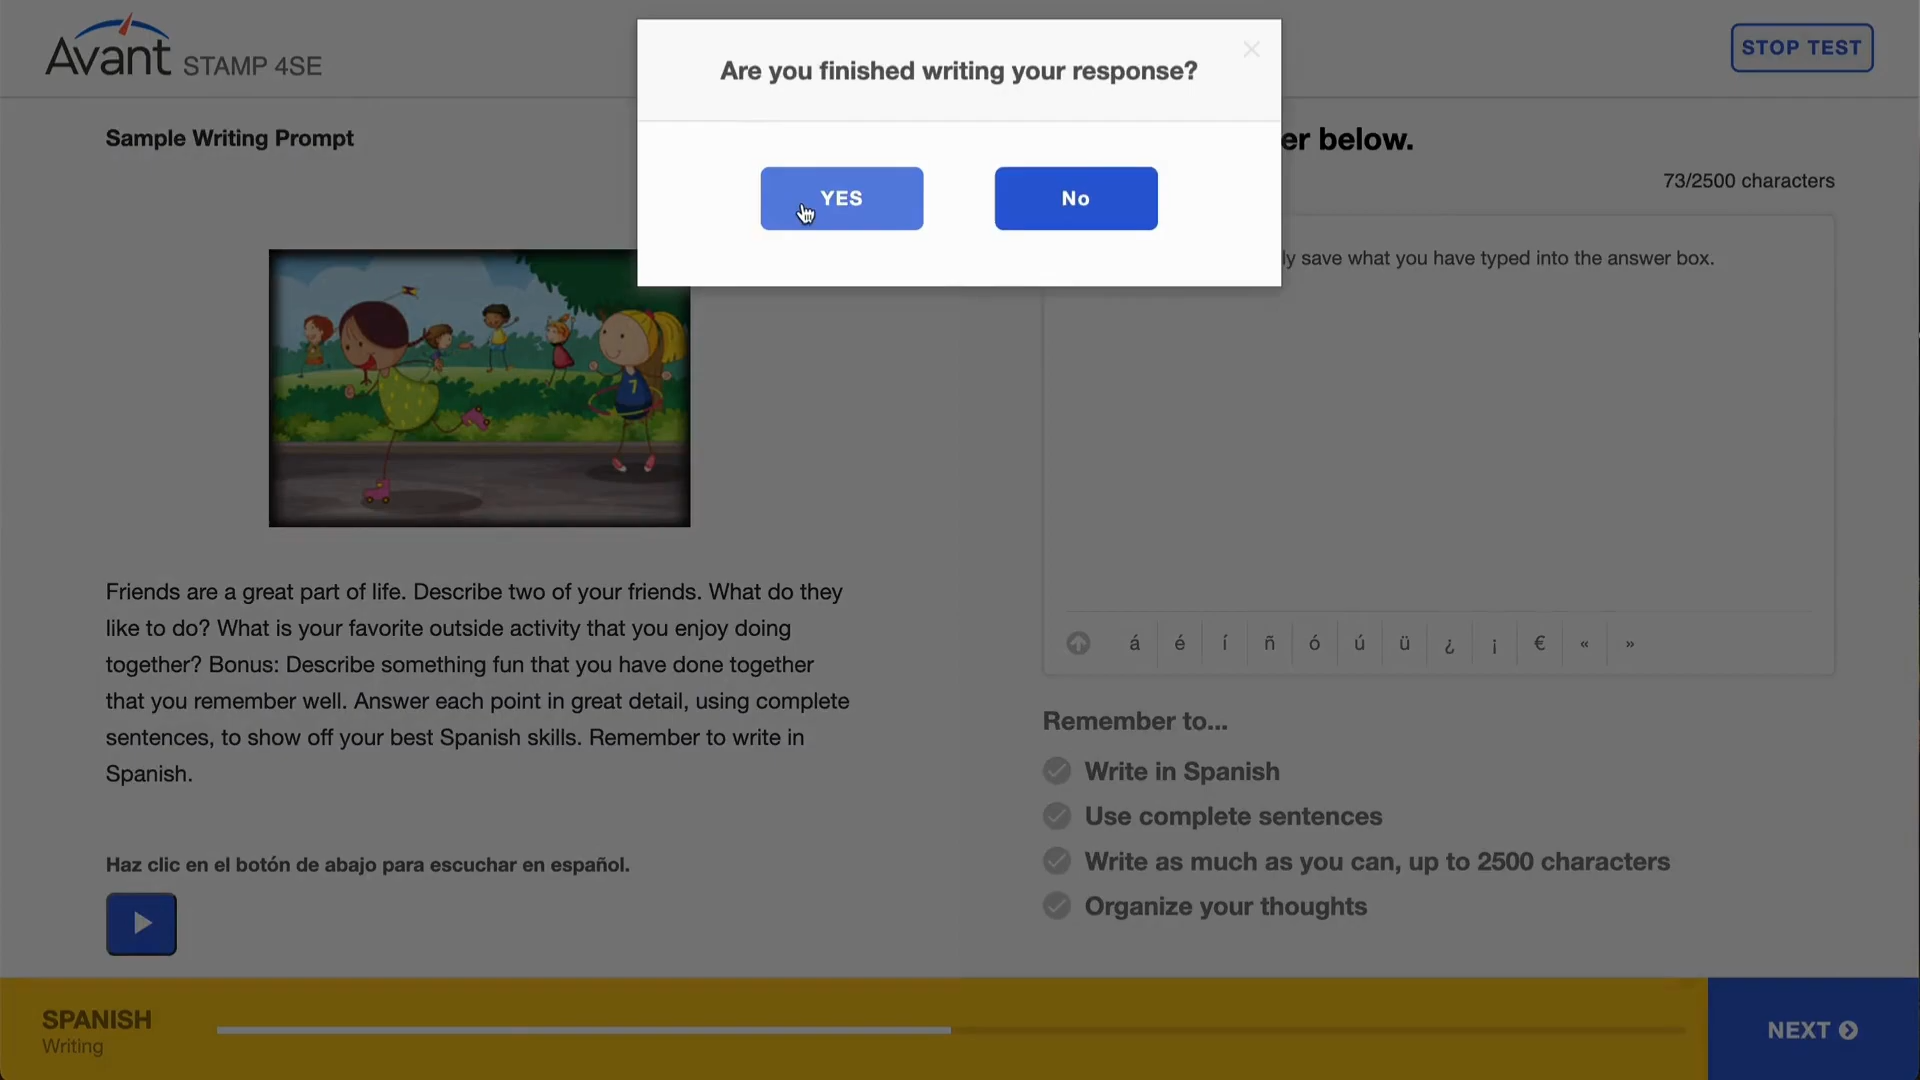 Avant STAMP 4SE
STOP TEST
Are you finished writing your response?
YES
No
Sample Writing Prompt
er below.
73/2500 characters
ly save what you have typed into the answer box.
7
Friends are a great part of life. Describe two of your friends. What do they
like to do? What is your favorite outside activity that you enjoy doing
together? Bonus: Describe something fun that you have done together
that you remember well. Answer each point in great detail, using complete
sentences, to show off your best Spanish skills. Remember to write in
Spanish.
Haz clic en el botón de abajo para escuchar en español.
á é í ñ ó ú ü ¿ ¡ € « »
Remember to...
Write in Spanish
Use complete sentences
Write as much as you can, up to 2500 characters
Organize your thoughts
SPANISH
Writing
NEXT